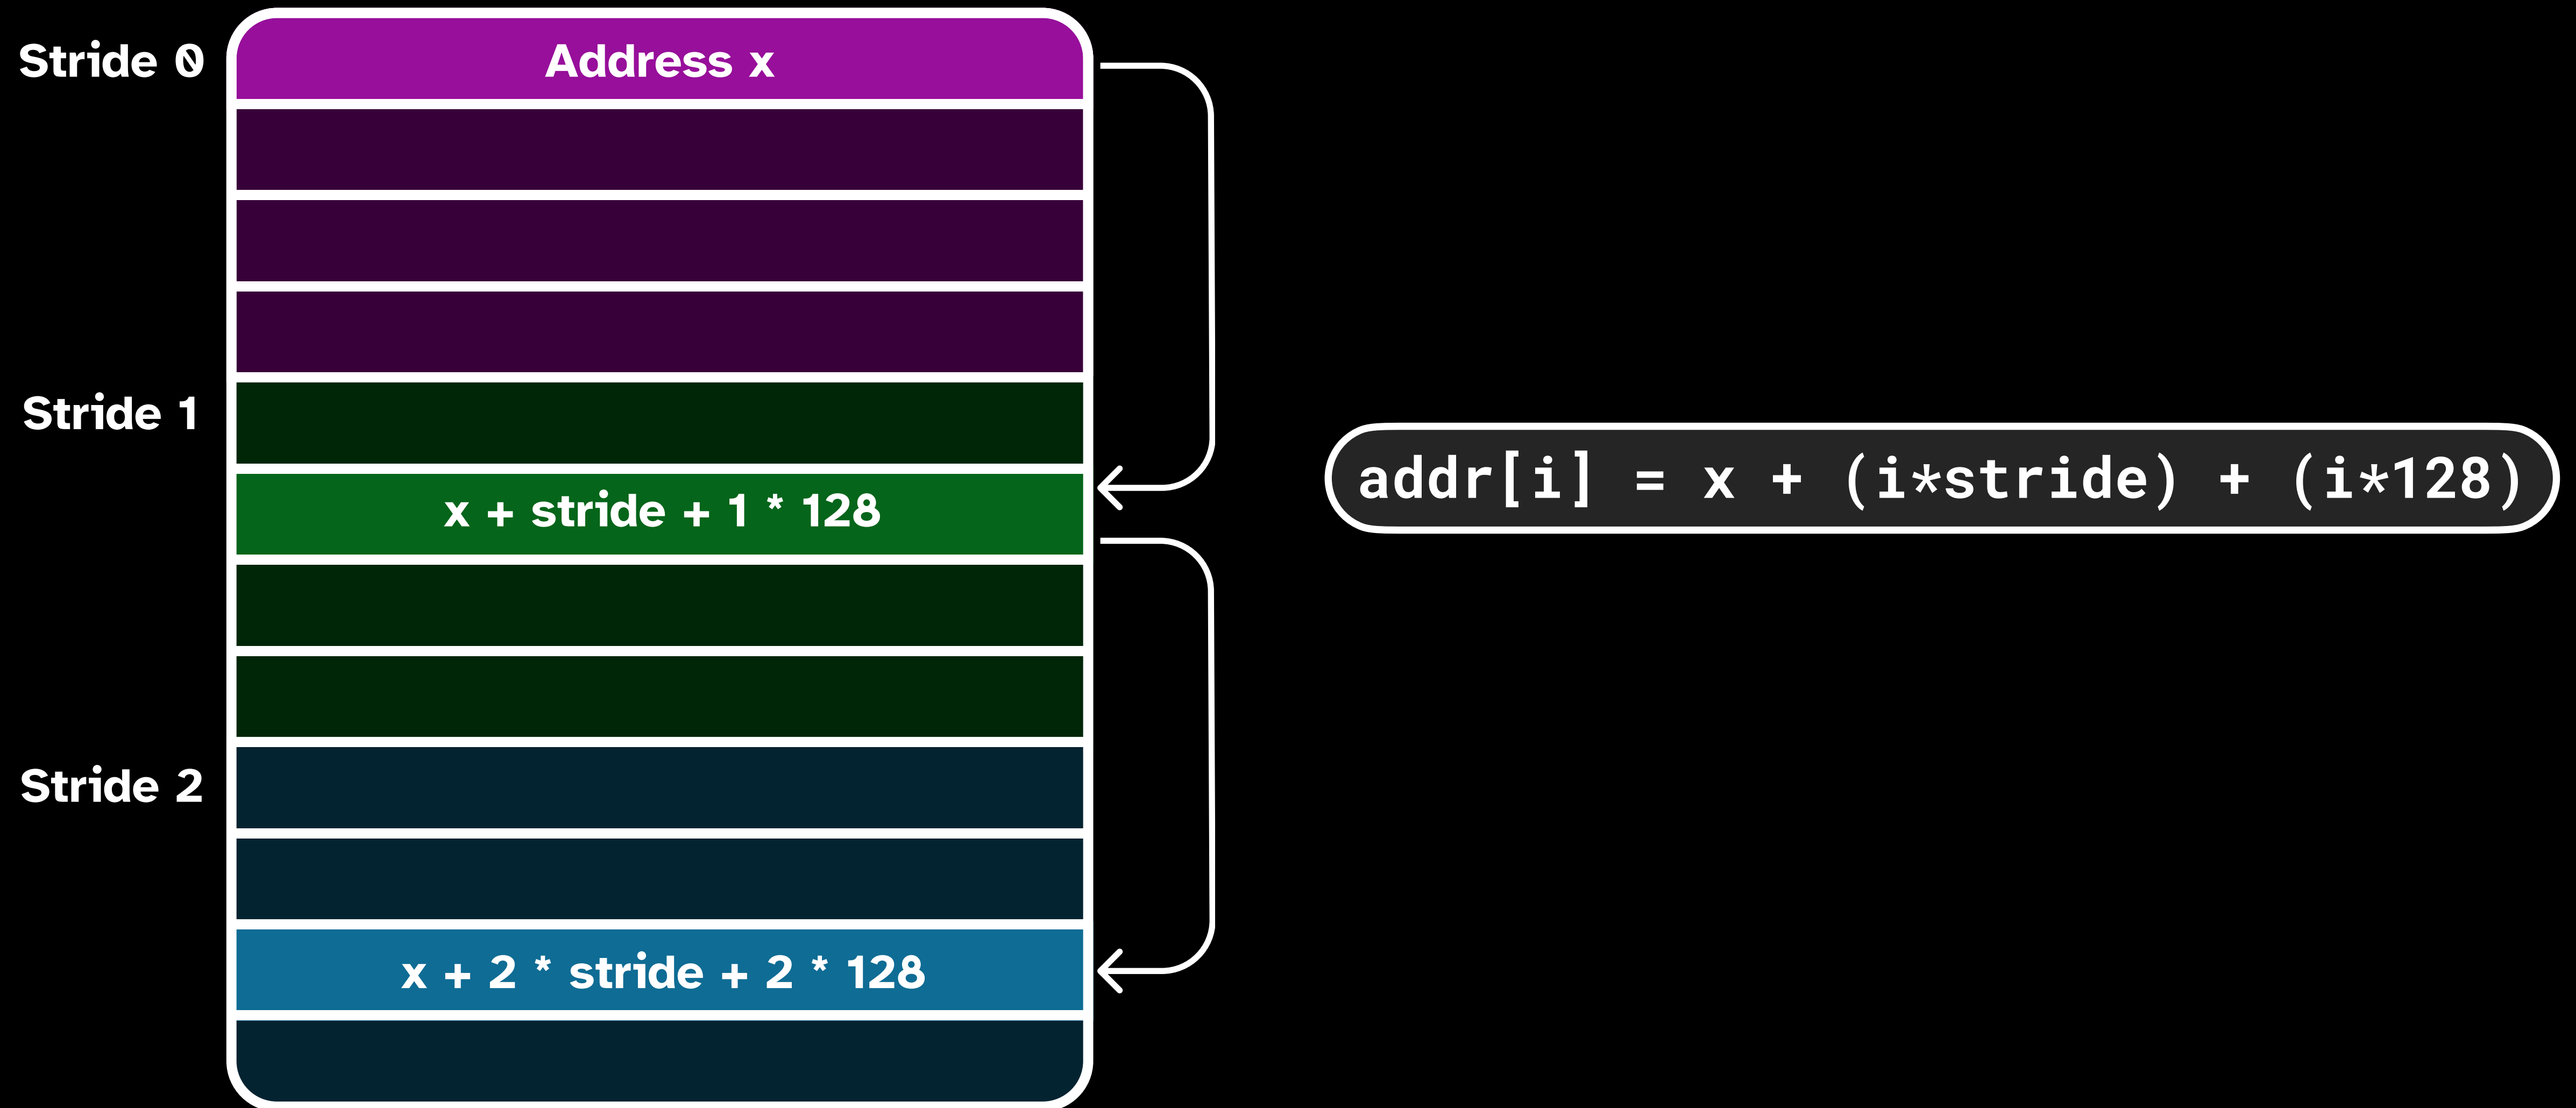 Stride 0
Address x
Stride 1
x + stride + 1 * 128
addr[i] = x + (i*stride) + (i*128)
Stride 2
x + 2 * stride + 2 * 128